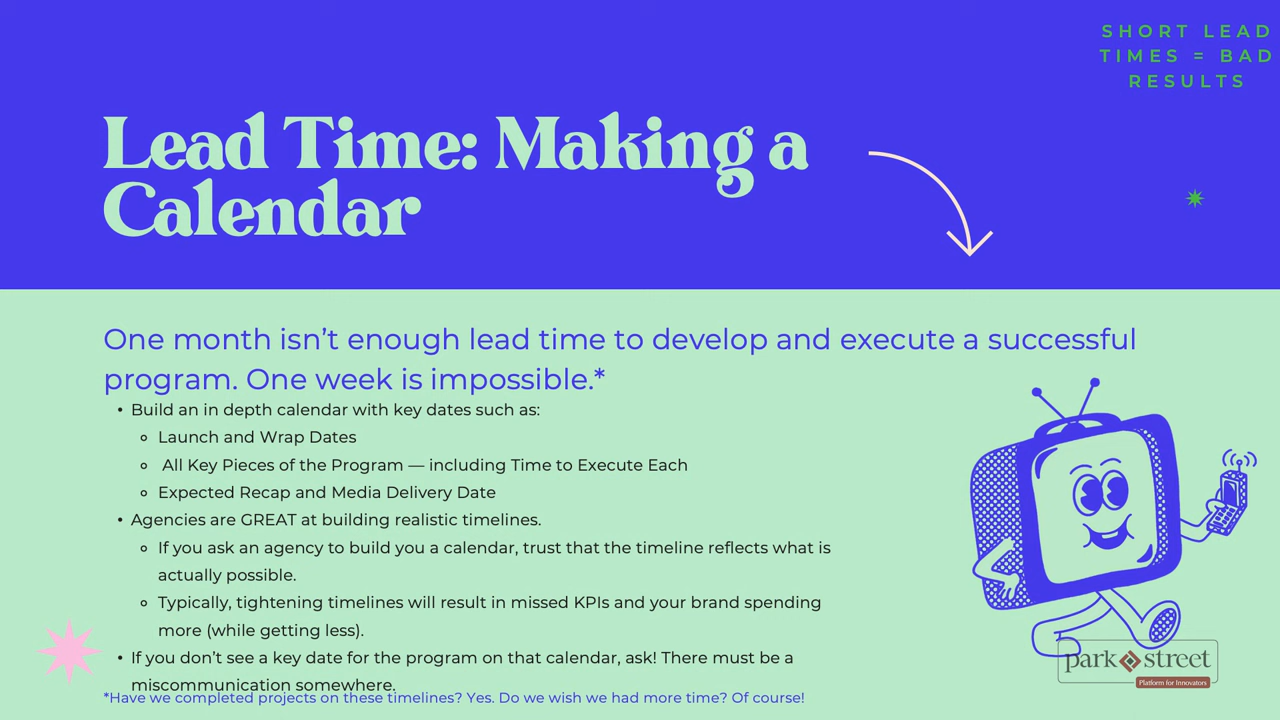 SHORT LEAD
TIMES = BAD
RESULTS
Lead Time: Making a
Calendar
One month isn’t enough lead time to develop and execute a successful
program. One week is impossible.*
• Build an in depth calendar with key dates such as:
◦ Launch and Wrap Dates
◦ All Key Pieces of the Program — including Time to Execute Each
◦ Expected Recap and Media Delivery Date
• Agencies are GREAT at building realistic timelines.
◦ If you ask an agency to build you a calendar, trust that the timeline reflects what is
actually possible.
◦ Typically, tightening timelines will result in missed KPIs and your brand spending
more (while getting less).
• If you don’t see a key date for the program on that calendar, ask! There must be a
miscommunication somewhere.
*Have we completed projects on these timelines? Yes. Do we wish we had more time? Of course!
park street
Platform for Innovators